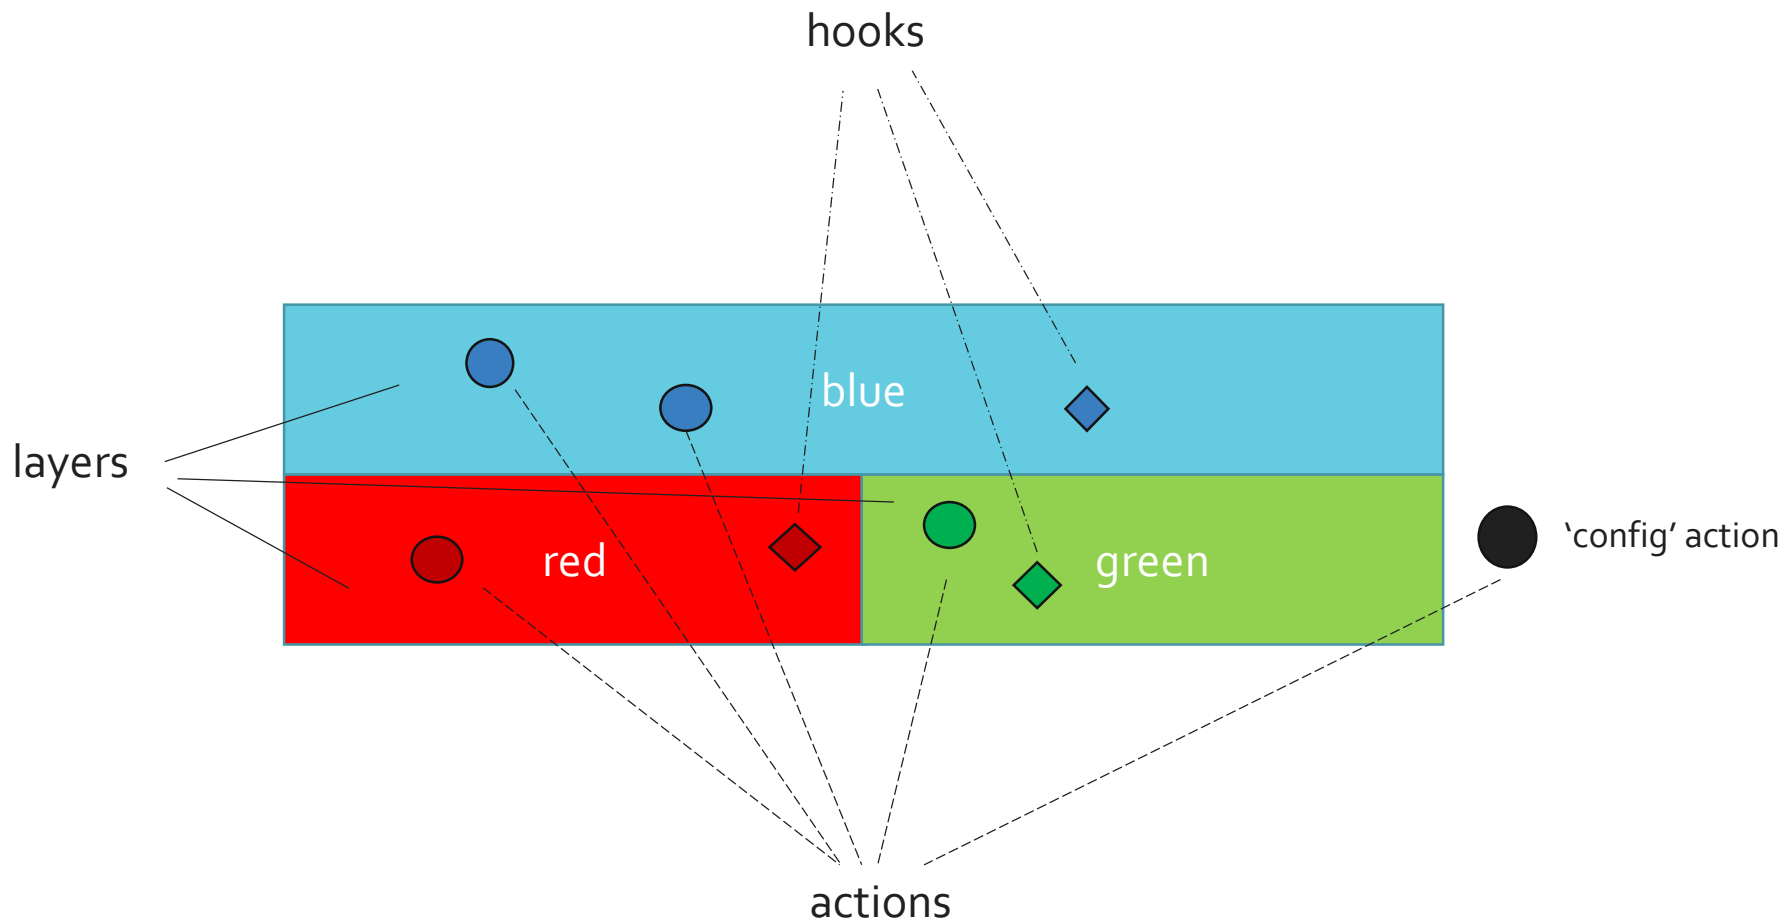 hooks
blue
layers
red
green
‘config’ action
actions